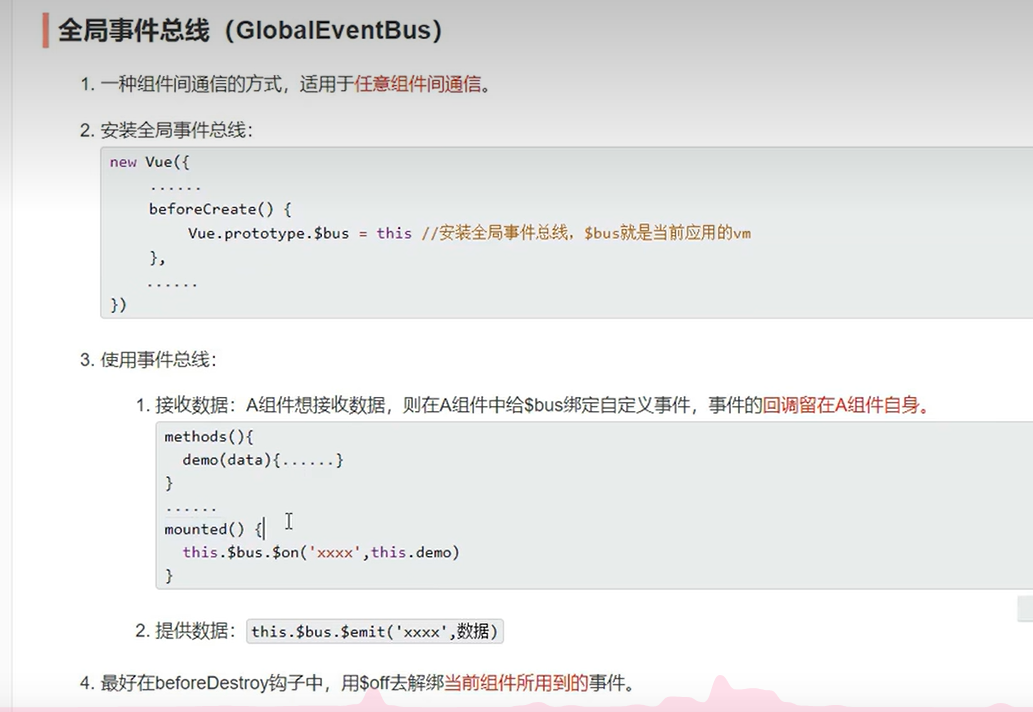 全局事件总线（GlobalEventBus）
1. 一种组件间通信的方式，适用于任意组件间通信。
2. 安装全局事件总线：
new Vue({
......
beforeCreate() {
Vue.prototype.$bus = this //安装全局事件总线，$bus就是当前应用的vm
},
......
})
3. 使用事件总线：
1. 接收数据：A组件想接收数据，则在A组件中给$bus绑定自定义事件，事件的回调留在A组件自身。
methods(){
demo(data){......}
}
......
mounted() {
this.$bus.$on('xxxx',this.demo)
}
2. 提供数据：this.$bus.$emit('xxxx',数据)
4. 最好在beforeDestroy钩子中，用$off去解绑当前组件所用到的事件。